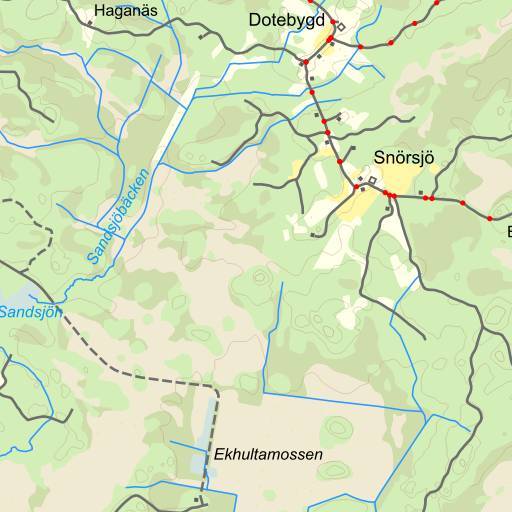 Haganäs
Dotebygd
Snörsjö
Sandsjöbäcken
Sandsjön
Ekhultamossen